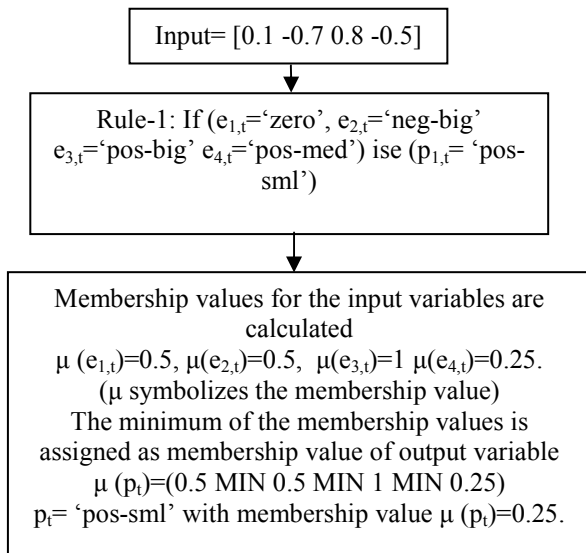 Input= [0.1 -0.7 0.8 -0.5]
Rule-1: If (e1,t=‘zero’, e2,t=‘neg-big’
e3,t=‘pos-big’ e4,t=‘pos-med’) ise (p1,t= ‘pos-
sml’)
Membership values for the input variables are
calculated
μ (e1,t)=0.5, μ(e2,t)=0.5, μ(e3,t)=1 μ(e4,t)=0.25.
(μ symbolizes the membership value)
The minimum of the membership values is
assigned as membership value of output variable
μ (pt)=(0.5 MIN 0.5 MIN 1 MIN 0.25)
pt= ‘pos-sml’ with membership value μ (pt)=0.25.